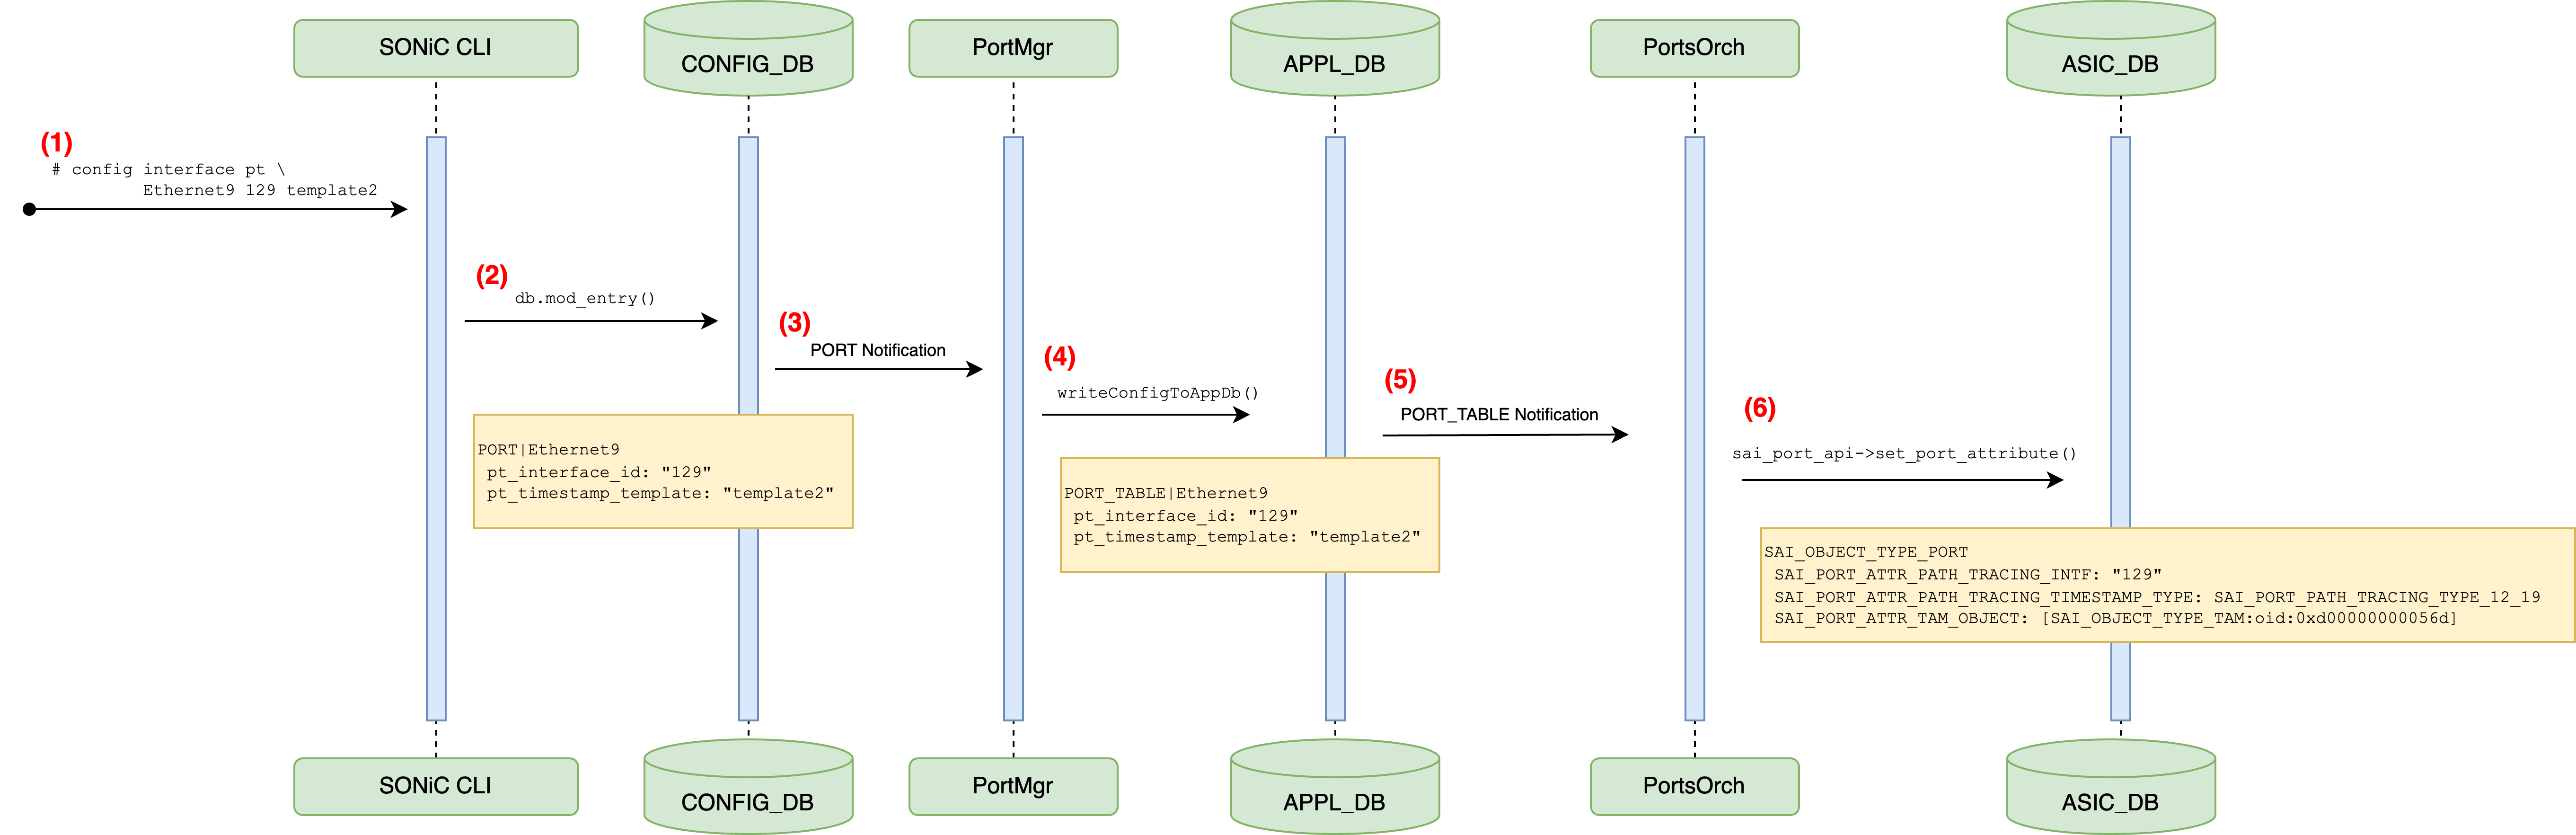 SONiC CLI
CONFIG_DB
PortMgr
APPL_DB
PortsOrch
ASIC_DB
(1)
# config interface pt \
Ethernet9 129 template2
(2)
db.mod_entry()
(3)
PORT Notification
(4)
writeConfigToAppDb()
(5)
PORT_TABLE Notification
(6)
sai_port_api->set_port_attribute()
PORT|Ethernet9
pt_interface_id: "129"
pt_timestamp_template: "template2"
PORT_TABLE|Ethernet9
pt_interface_id: "129"
pt_timestamp_template: "template2"
SAI_OBJECT_TYPE_PORT
SAI_PORT_ATTR_PATH_TRACING_INTF: "129"
SAI_PORT_ATTR_PATH_TRACING_TIMESTAMP_TYPE: SAI_PORT_PATH_TRACING_TYPE_12_19
SAI_PORT_ATTR_TAM_OBJECT: [SAI_OBJECT_TYPE_TAM:oid:0xd00000000056d]
SONiC CLI
CONFIG_DB
PortMgr
APPL_DB
PortsOrch
ASIC_DB